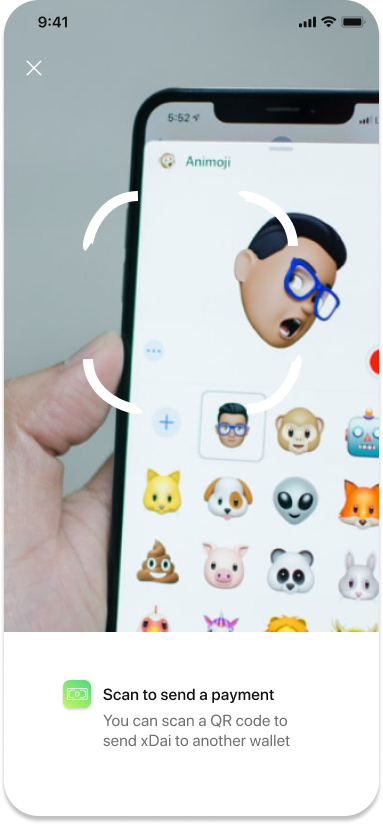 9:41
5:52
Animoji
Scan to send a payment
You can scan a QR code to
send xDai to another wallet